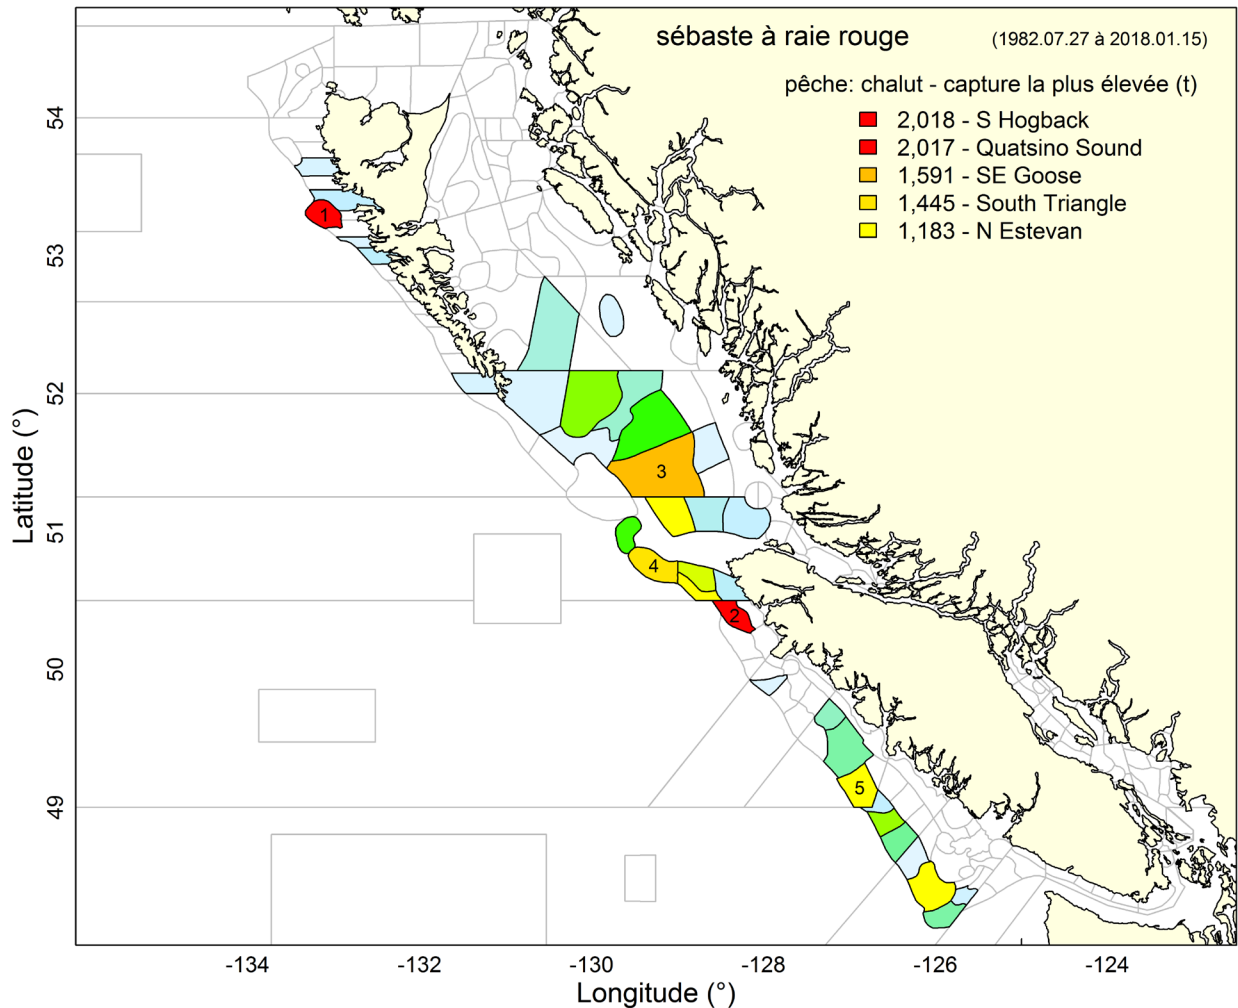 sébaste à raie rouge (1982.07.27 à 2018.01.15)
pêche: chalut - capture la plus élevée (t)
2,018 - S Hogback
2,017 - Quatsino Sound
1,591 - SE Goose
1,445 - South Triangle
1,183 - N Estevan
54
53
52
51
50
49
Latitude (°)
1
3
4
2
5
-134 -132 -130 -128 -126 -124
Longitude (°)